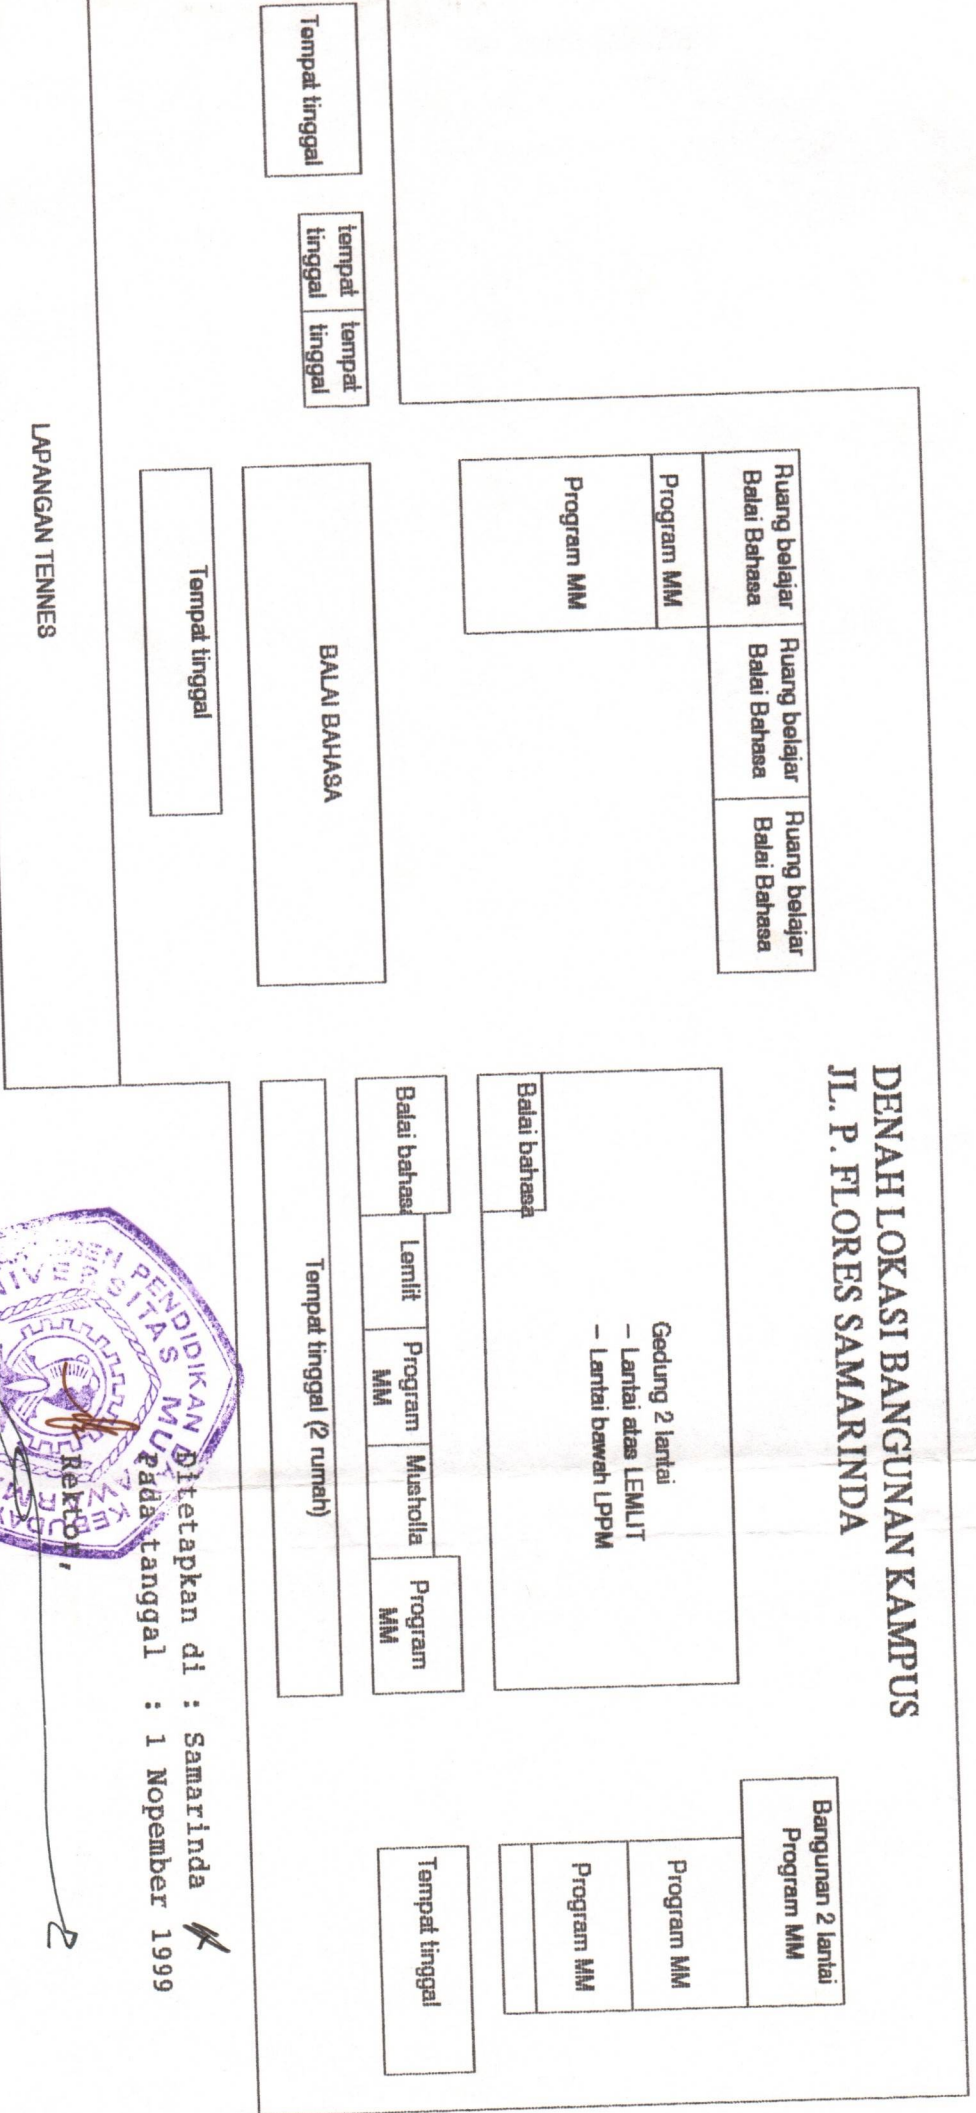 DENAH LOKASI BANGUNAN KAMPUS
JL. P. FLORES SAMARINDA
Ruang belajar
Balai Bahasa
Ruang belajar
Balai Bahasa
Ruang belajar
Balai Bahasa
Program MM
Program MM
Bangunan 2 lantai
Program MM
Program MM
Program MM
Gedung 2 lantai
– Lantai atas LEMLIT
– Lantai bawah LPPM
Balai bahasa
Tempat tinggal
tempat
tinggal
tempat
tinggal
BALAI BAHASA
Balai bahasa
Lemlit
Program
MM
Musholla
Program
MM
Tempat tinggal
Tempat tinggal
Tempat tinggal (2 rumah)
LAPANGAN TENNES
Ditetapkan di : Samarinda
Pada tanggal : 1 Nopember 1999
Rektor,
PENDIDIKAN
UNIVERSITAS